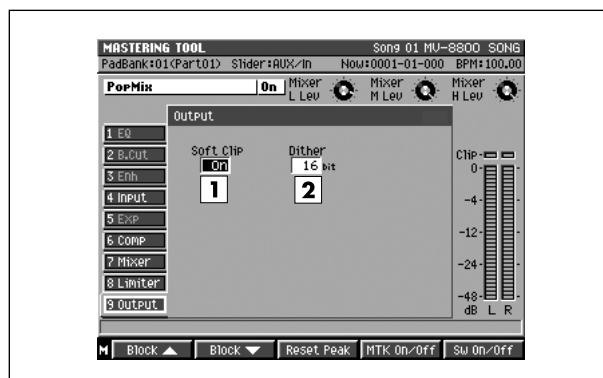 MASTERING TOOL Song 01 MV-8800 SONG
PadBank:01(Part01) Slider:AUX/In Now:0001-01-000 BPM:100.00
PopMix On Mixer L Lev Mixer M Lev Mixer H Lev
Output
1 EQ
2 B.Cut
3 Enh
4 Input
5 Exp
6 Comp
7 Mixer
8 Limiter
9 Output
Soft Clip Dither
On 16 bit
1 2
Clip
0
-4
-12
-24
-48
dB L R
M Block ▲ Block ▼ Reset Peak MTK On/Off SW On/Off